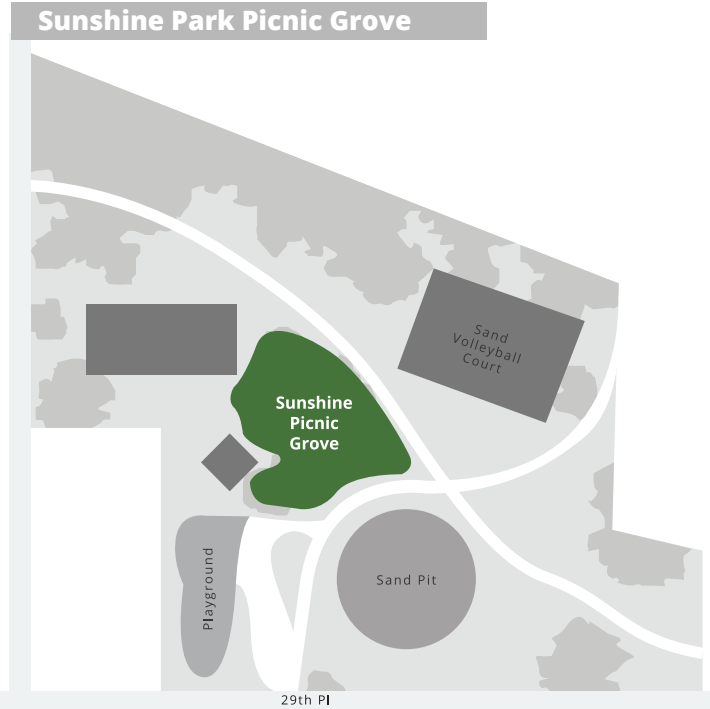 Sunshine Park Picnic Grove
Sand
Volleyball
Court
Sunshine
Picnic
Grove
Playground
Sand Pit
29th Pl